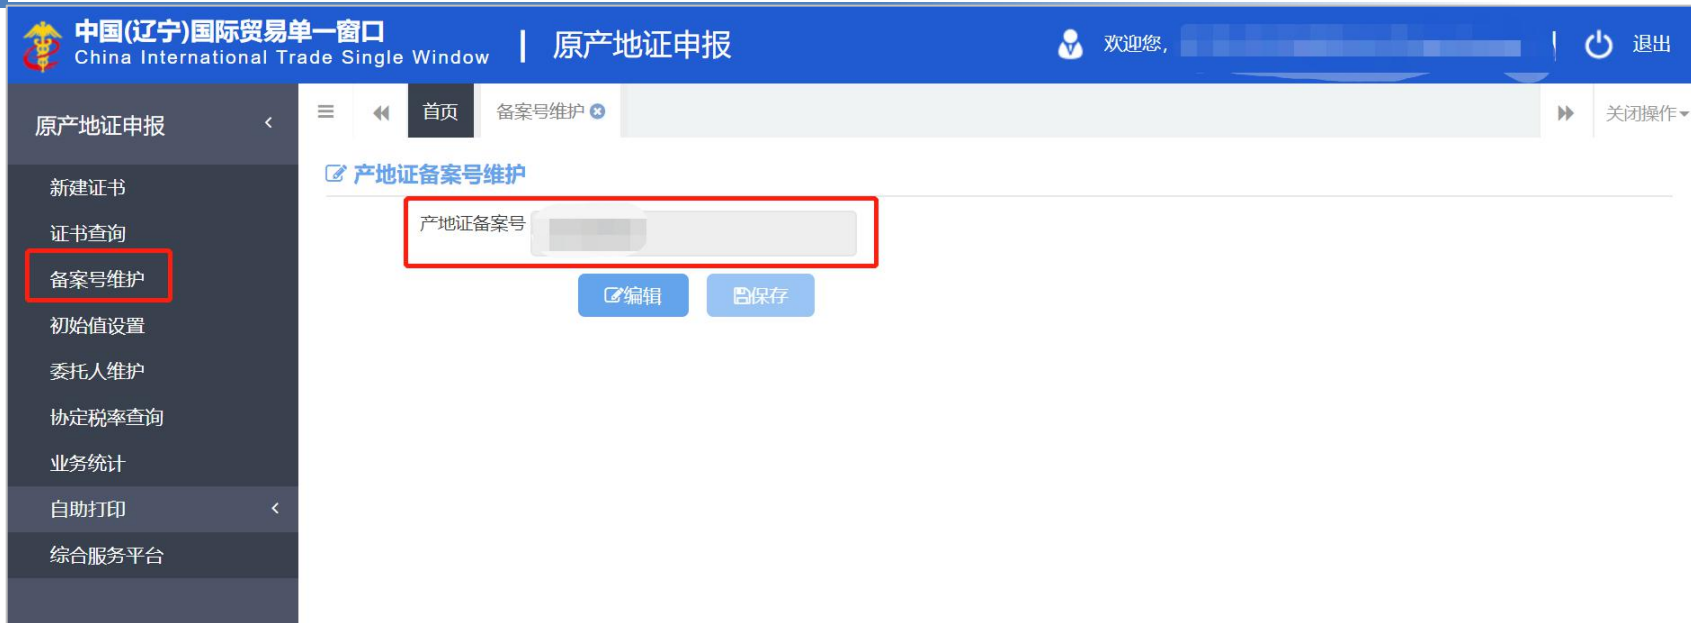 中国(辽宁)国际贸易单一窗口
China International Trade Single Window
原产地证申报
欢迎您,
退出
原产地证申报
首页
备案号维护
关闭操作
产地证备案号维护
新建证书
产地证备案号
证书查询
备案号维护
编辑
保存
初始值设置
委托人维护
协定税率查询
业务统计
自助打印
综合服务平台